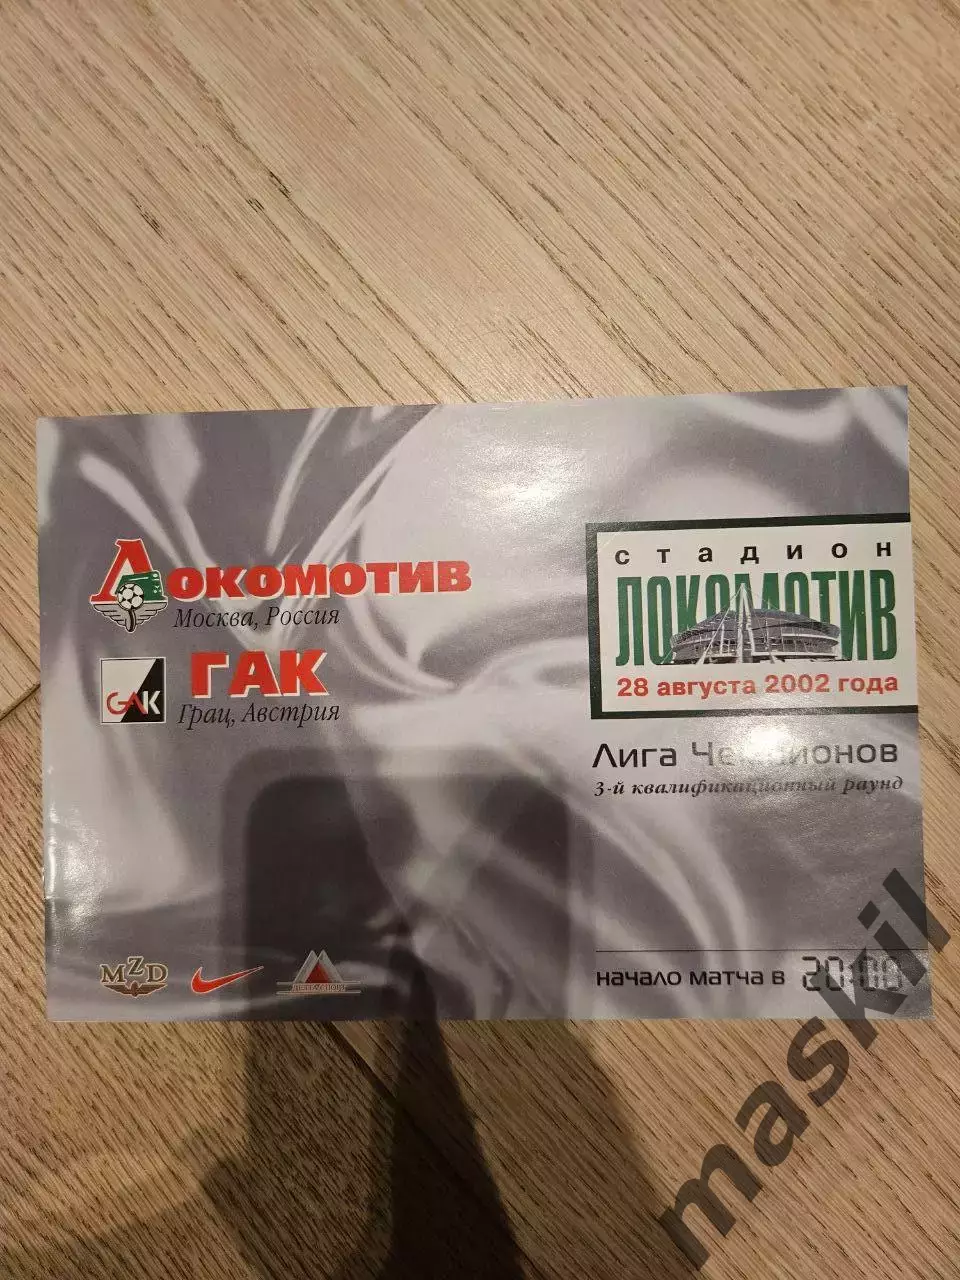 Локомотив
Москва, Россия
ГАК
GAK
Грац, Австрия
стадион
ЛОКОМОТИВ
28 августа 2002 года
Лига Чемпионов
3-й квалификационный раунд
MZD
начало матча в 20:00
maskil